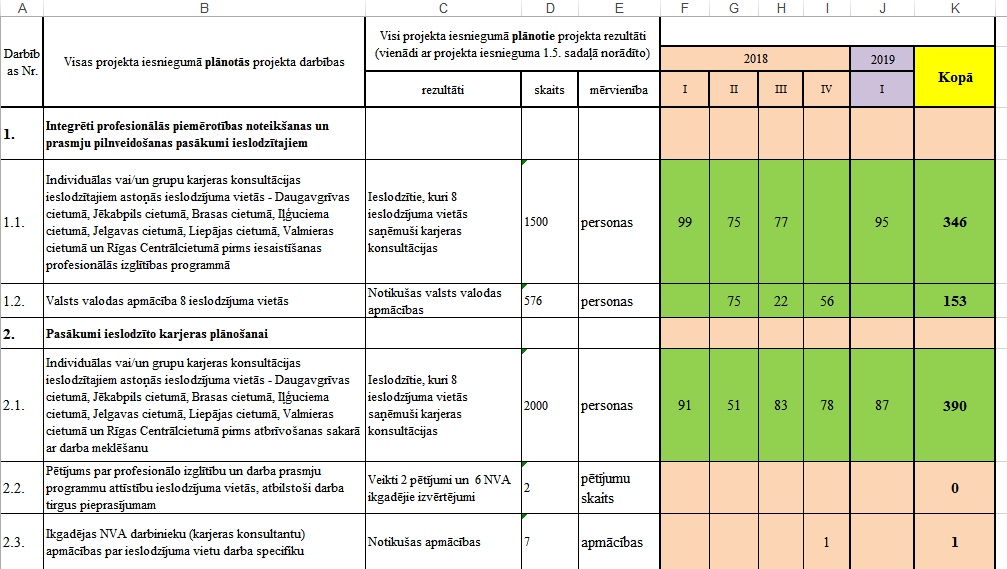 A B C D E F G H I J K
Darbīb
as Nr.
Visas projekta iesniegumā plānotās projekta darbības
Visi projekta iesniegumā plānotie projekta rezultāti
(vienādi ar projekta iesnieguma 1.5. sadaļā norādīto)
rezultāti skaits mērvienība
2018 2019 Kopā
I II III IV I
1. Integrēti profesionālās piemērotības noteikšanas un
prasmju pilnveidošanas pasākumi ieslodzītajiem
1.1.
Individuālas vai/un grupu karjeras konsultācijas
ieslodzītajiem astoņās ieslodzījuma vietās - Daugavgrīvas
cietumā, Jēkabpils cietumā, Brasas cietumā, Iļģuciema
cietumā, Jelgavas cietumā, Liepājas cietumā, Valmieras
cietumā un Rīgas Centrālcietumā pirms iesaistīšanas
profesionālās izglītības programmā
Ieslodzītie, kuri 8
ieslodzījuma vietās
saņēmuši karjeras
konsultācijas
1500 personas 99 75 77 95 346
1.2. Valsts valodas apmācība 8 ieslodzījuma vietās
Notikušas valsts valodas
apmācības
576 personas 75 22 56 153
2. Pasākumi ieslodzīto karjeras plānošanai
2.1.
Individuālas vai/un grupu karjeras konsultācijas
ieslodzītajiem astoņās ieslodzījuma vietās - Daugavgrīvas
cietumā, Jēkabpils cietumā, Brasas cietumā, Iļģuciema
cietumā, Jelgavas cietumā, Liepājas cietumā, Valmieras
cietumā un Rīgas Centrālcietumā pirms atbrīvošanas sakarā
ar darba meklēšanu
Ieslodzītie, kuri 8
ieslodzījuma vietās
saņēmuši karjeras
konsultācijas
2000 personas 91 51 83 78 87 390
2.2.
Pētījums par profesionālo izglītību un darba prasmju
programmu attīstību ieslodzījuma vietās, atbilstoši darba
tirgus pieprasījumam
Veikti 2 pētījumi un 6 NVA
ikgadējie izvērtējumi
2 pētījumu
skaits
0
2.3.
Ikgadējas NVA darbinieku (karjeras konsultantu)
apmācības par ieslodzījuma vietu darba specifiku
Notikušas apmācības 7 apmācības 1 1